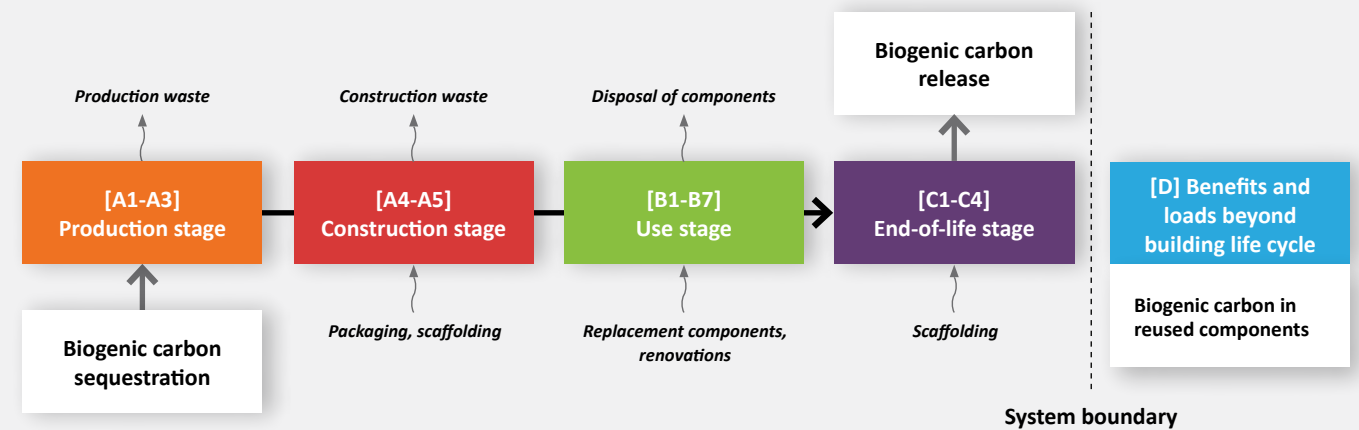 Biogenic carbon
release
Production waste
Construction waste
Disposal of components
[A1-A3]
Production stage
[A4-A5]
Construction stage
[B1-B7]
Use stage
[C1-C4]
End-of-life stage
[D] Benefits and
loads beyond
building life cycle
Biogenic carbon
sequestration
Packaging, scaffolding
Replacement components,
renovations
Scaffolding
Biogenic carbon in
reused components
System boundary